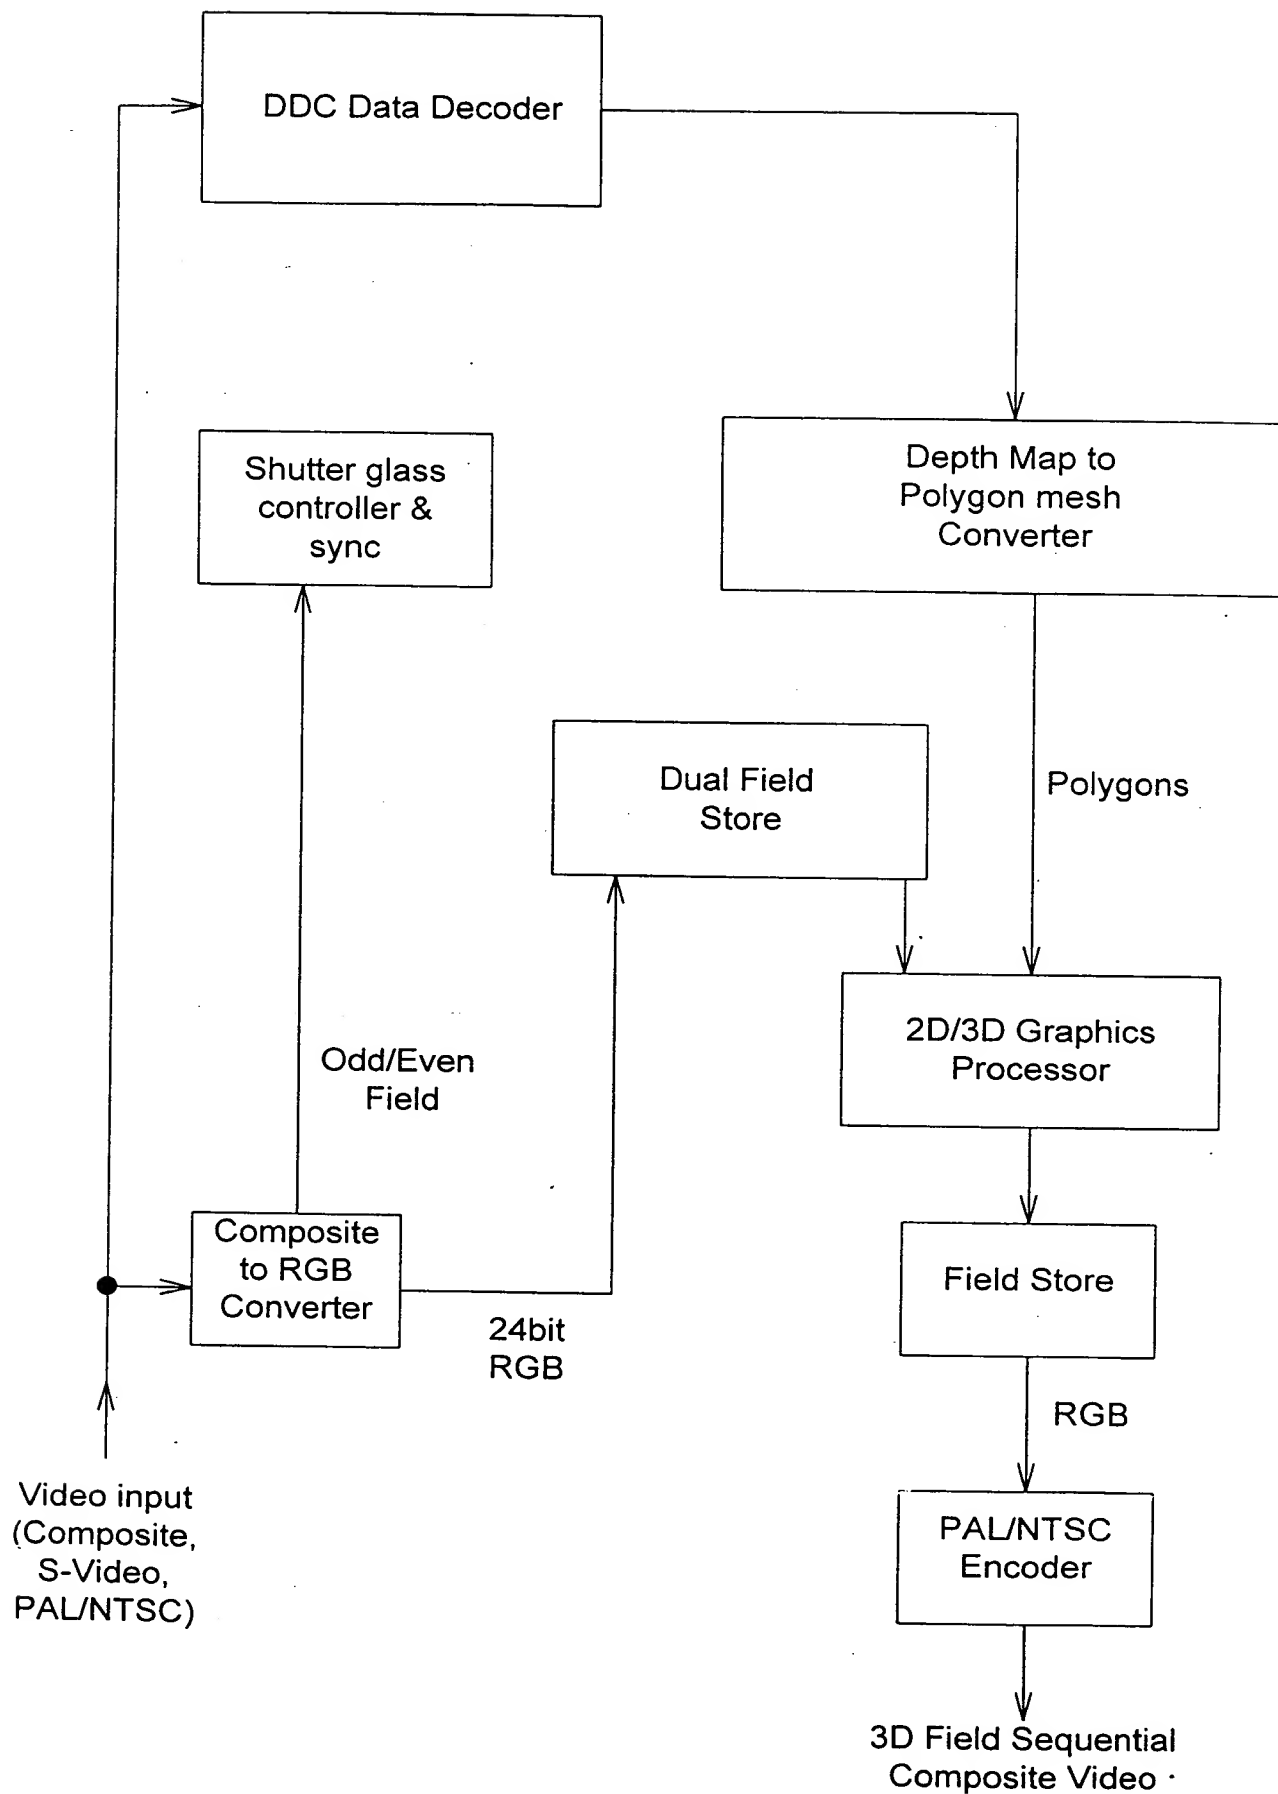 DDC Data Decoder
Shutter glass
controller &
sync
Depth Map to
Polygon mesh
Converter
Dual Field
Store
Polygons
2D/3D Graphics
Processor
Odd/Even
Field
Composite
to RGB
Converter
24bit
RGB
Field Store
RGB
Video input
(Composite,
S-Video,
PAL/NTSC)
PAL/NTSC
Encoder
3D Field Sequential
Composite Video